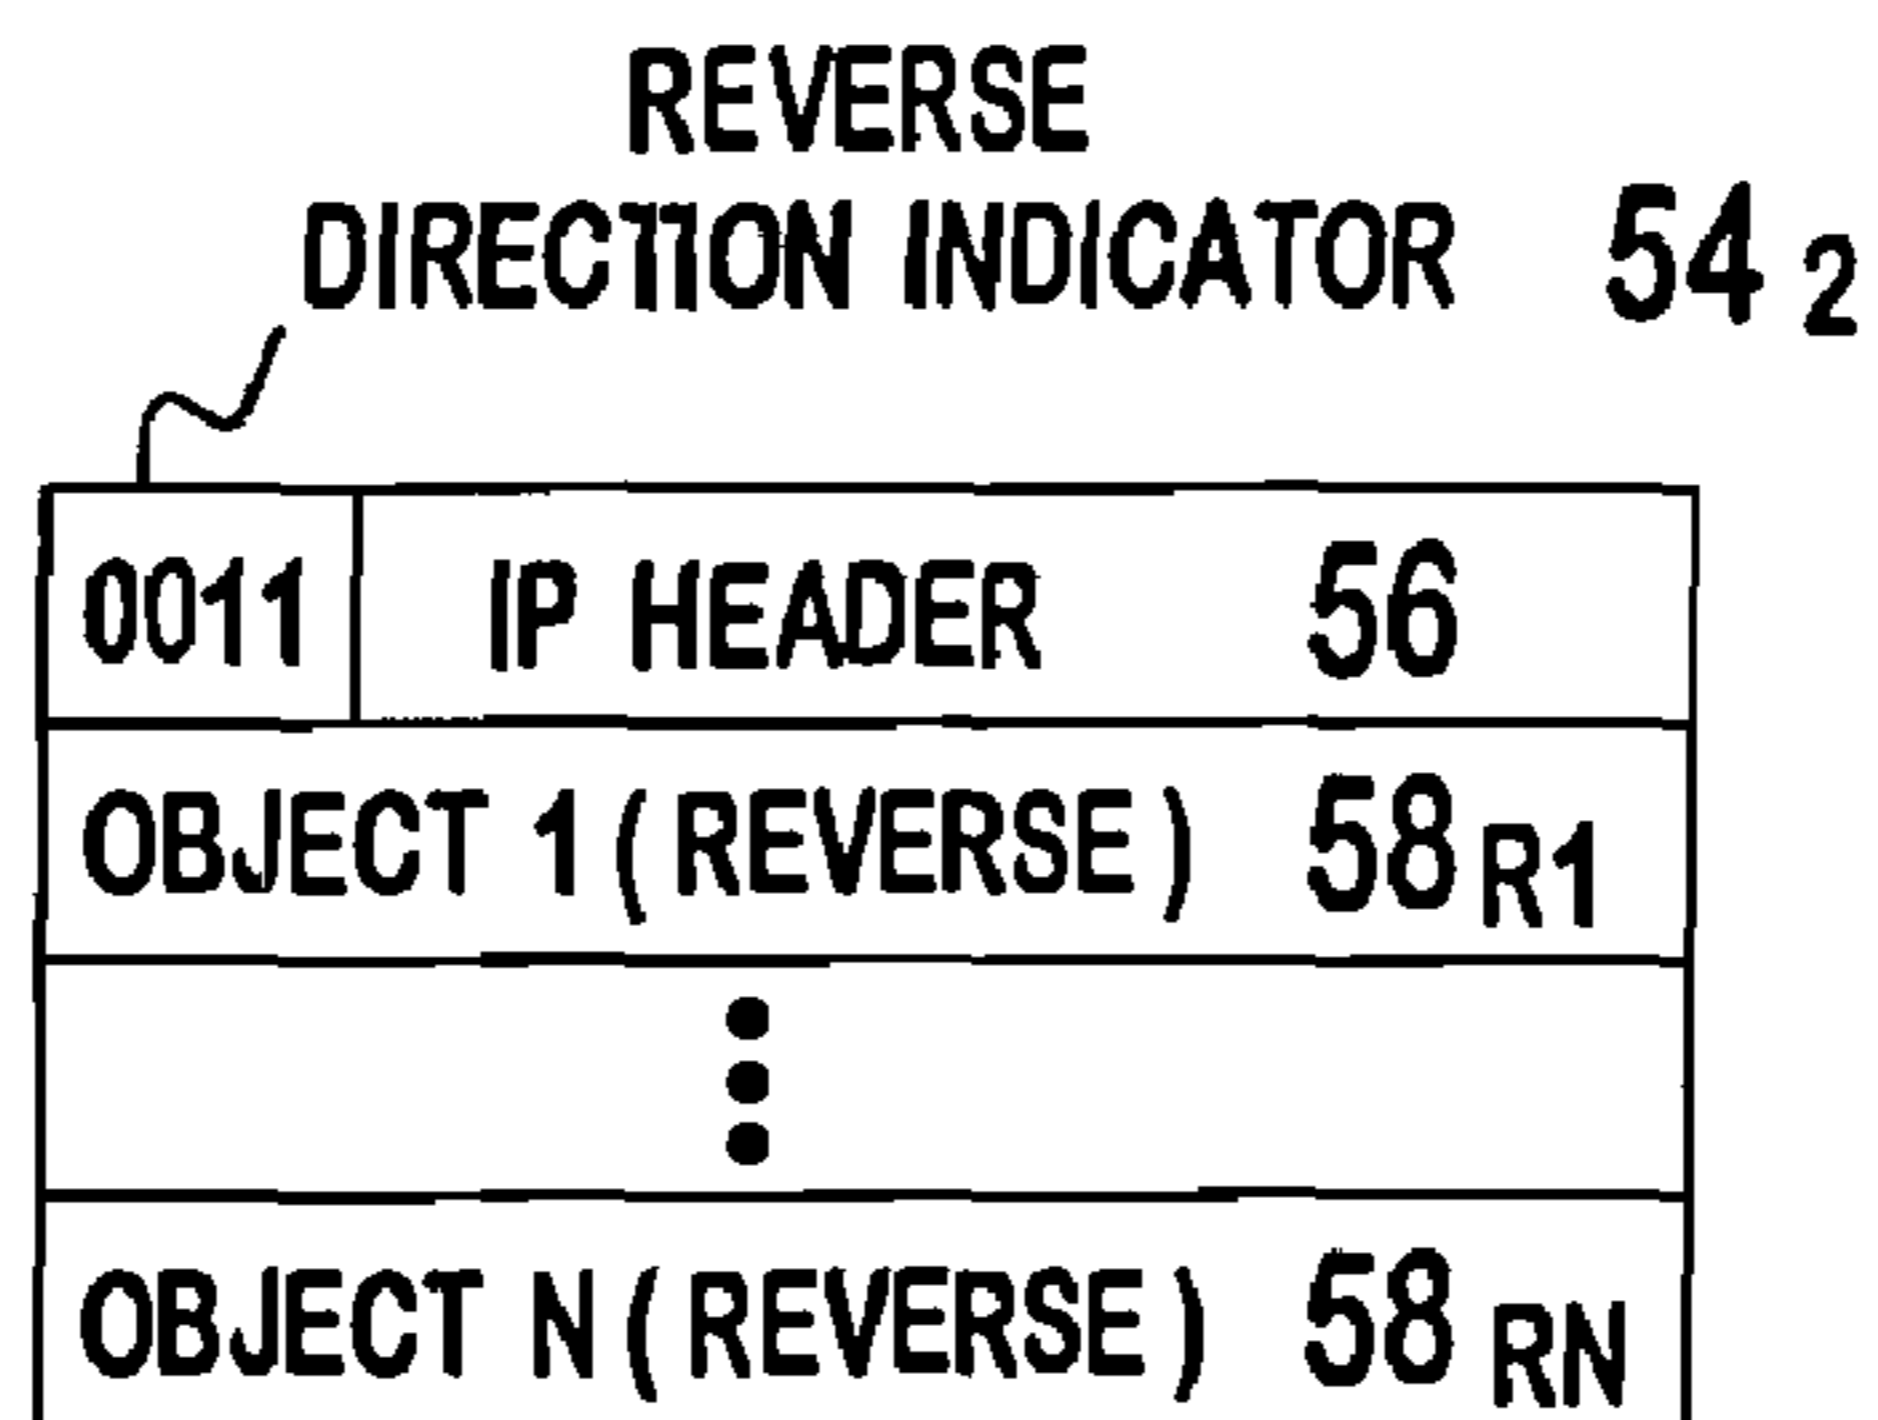 REVERSE
DIRECTION INDICATOR 54 2
0011 IP HEADER 56
OBJECT 1 (REVERSE) 58 R1
OBJECT N (REVERSE) 58 RN